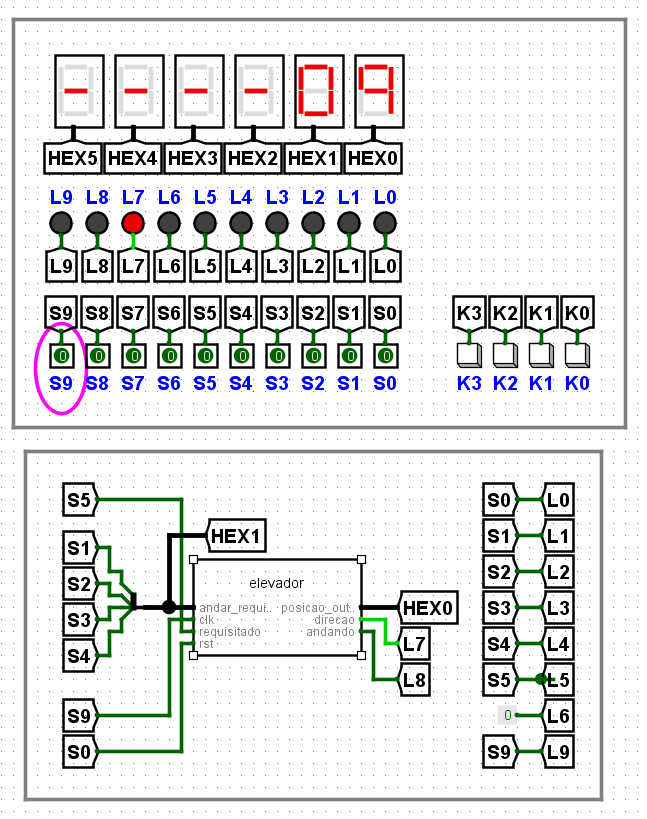 - - - - 0 9
HEX5 HEX4 HEX3 HEX2 HEX1 HEX0
L9 L8 L7 L6 L5 L4 L3 L2 L1 L0
L9 L8 L7 L6 L5 L4 L3 L2 L1 L0
S9 S8 S7 S6 S5 S4 S3 S2 S1 S0 K3 K2 K1 K0
0 0 0 0 0 0 0 0 0 0
S9 S8 S7 S6 S5 S4 S3 S2 S1 S0 K3 K2 K1 K0
S5 S0 L0
HEX1 S1 L1
S1
S2 elevador S2 L2
S3 andar_requi.. posicao_out.. HEX0 S3 L3
clk direcao
requisitado andando L7 S4 L4
S4 rst
L8 S5 L5
S9 0 L6
S0 S9 L9